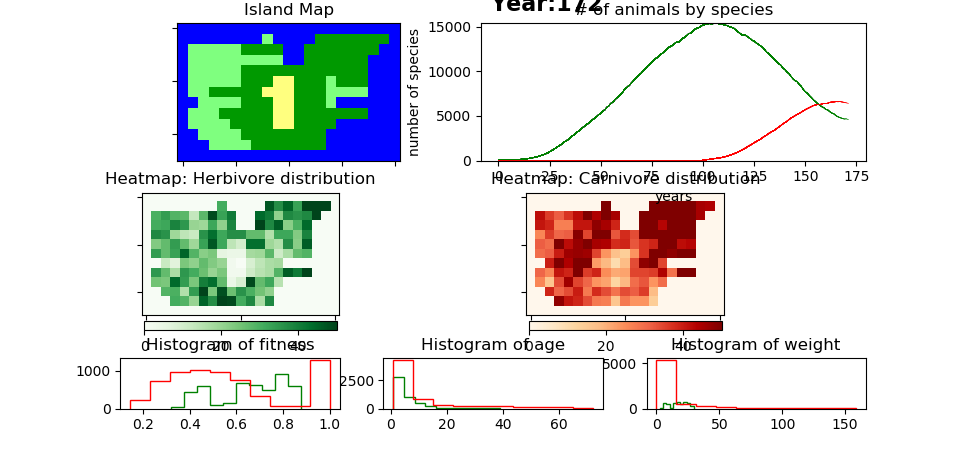 Year:172
Island Map
# of animals by species
number of species
15000
10000
5000
0
0 25 50 75 100 125 150 175
years
Heatmap: Herbivore distribution
Heatmap: Carnivore distribution
0 20 40
0 20 40
Histogram of fitness
Histogram of age
Histogram of weight
1000
0
0.2 0.4 0.6 0.8 1.0
2500
0
0 20 40 60
5000
0
0 50 100 150